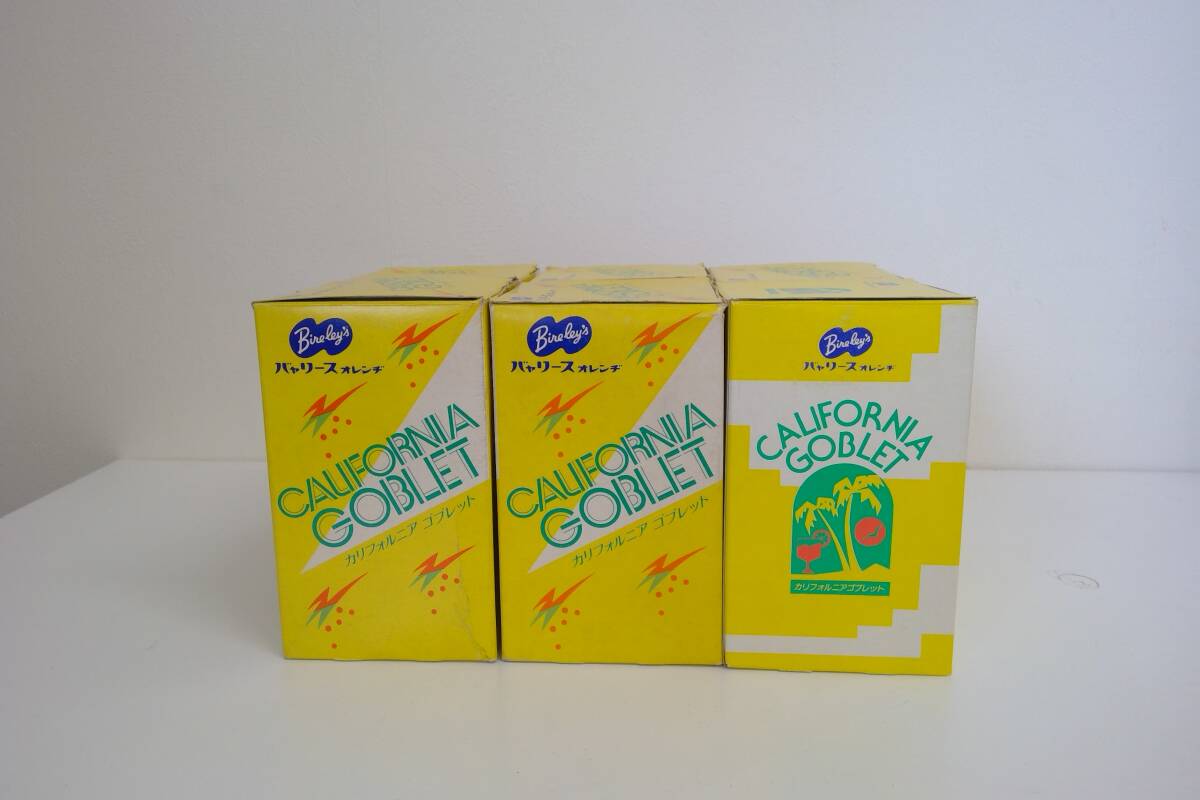 Bireley's
バャリース オレンヂ
CALIFORNIA
GOBLET
カリフォルニア ゴブレット
Bireley's
バャリース オレンヂ
CALIFORNIA
GOBLET
カリフォルニア ゴブレット
Bireley's
バャリース オレンヂ
CALIFORNIA
GOBLET
カリフォルニアゴブレット